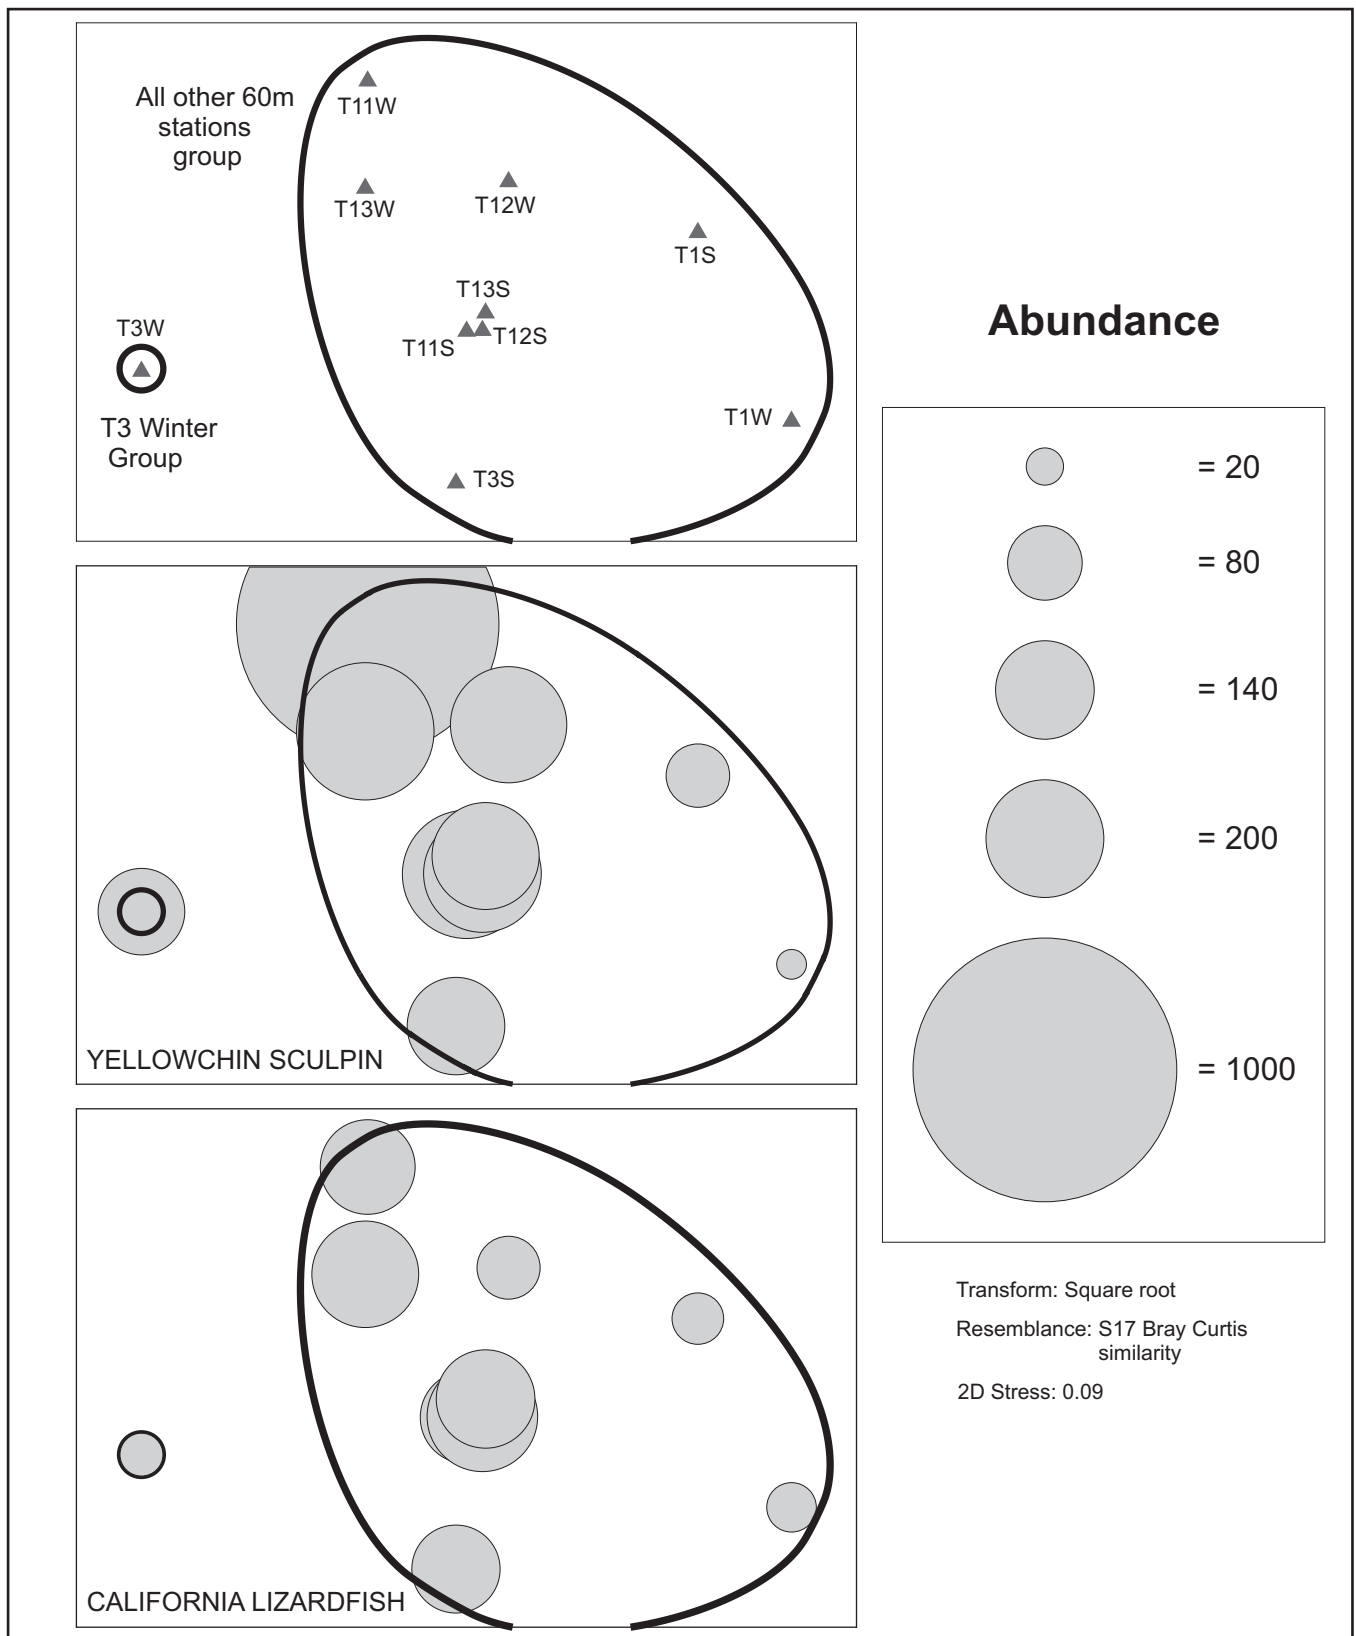 All other 60m
stations
group
T11W
T13W
T12W
T1S
T13S
T12S
T11S
T3W
T3 Winter
Group
T1W
T3S
YELLOWCHIN SCULPIN
CALIFORNIA LIZARDFISH
Abundance
= 20
= 80
= 140
= 200
= 1000
Transform: Square root
Resemblance: S17 Bray Curtis
similarity
2D Stress: 0.09